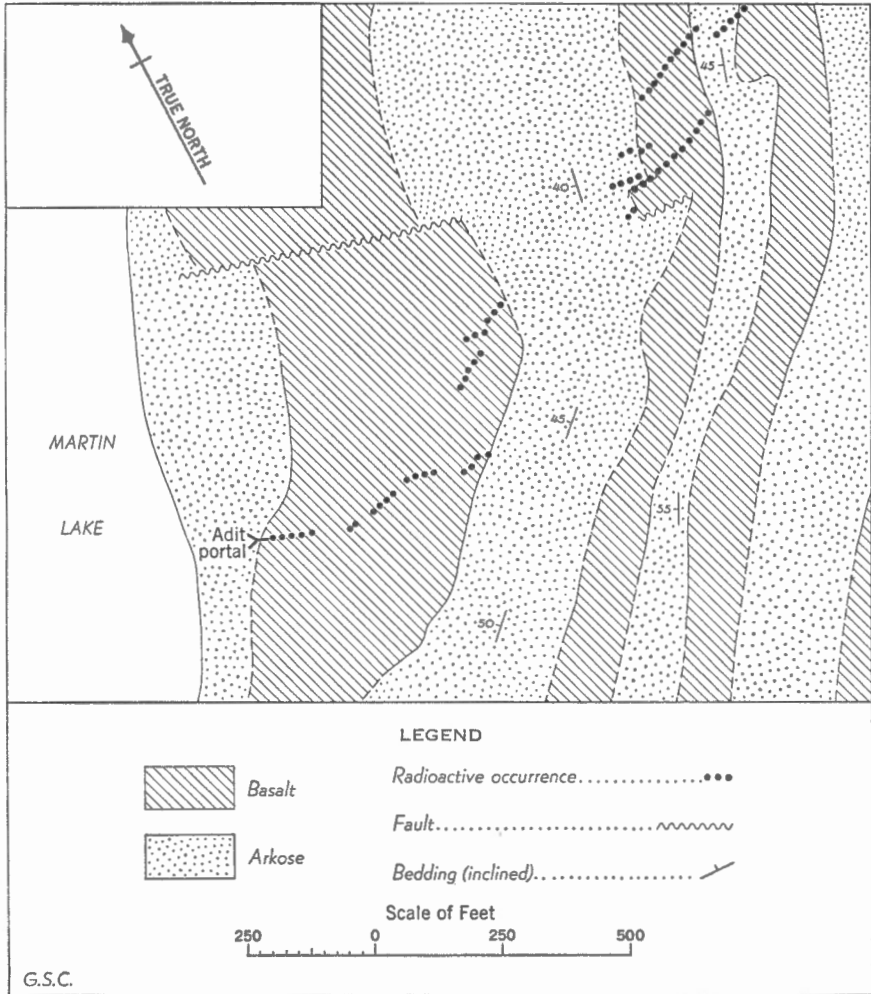 TRUE NORTH
45
40
MARTIN
LAKE
45
55
Adit
portal
50
LEGEND
Basalt
Arkose
Radioactive occurrence
Fault
Bedding (inclined)
Scale of Feet
250 0 250 500
G.S.C.